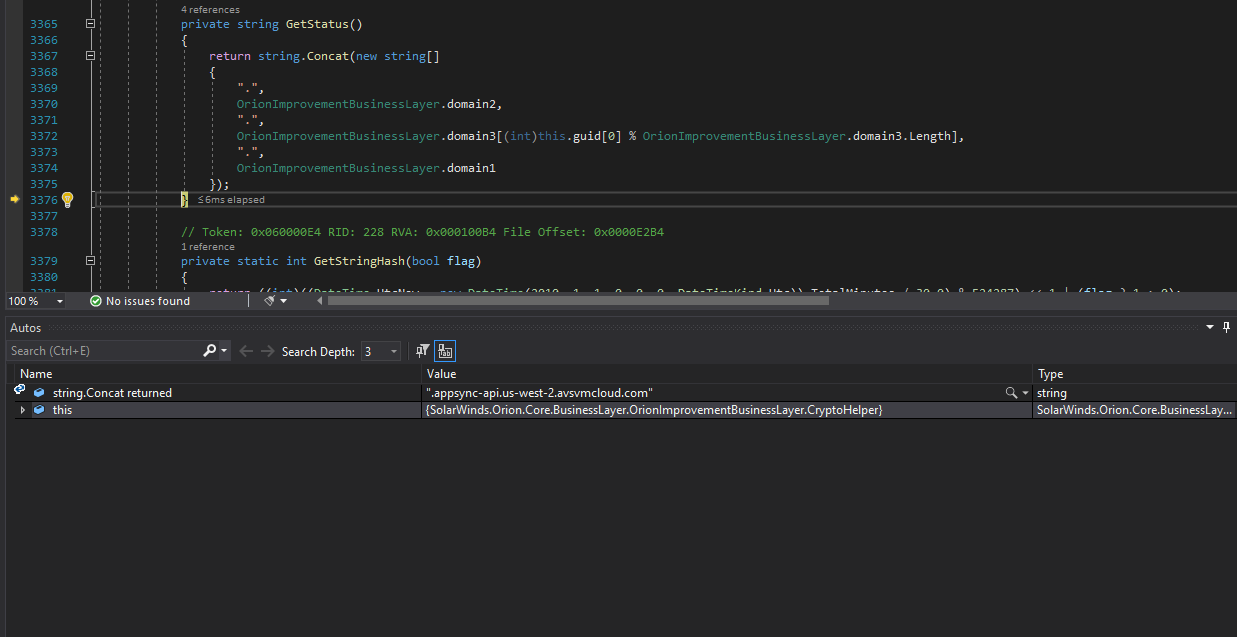 4 references
3365 private string GetStatus()
3366 {
3367 return string.Concat(new string[]
3368 {
3369 ".",
3370 OrionImprovementBusinessLayer.domain2,
3371 ".",
3372 OrionImprovementBusinessLayer.domain3[(int)this.guid[0] % OrionImprovementBusinessLayer.domain3.Length],
3373 ".",
3374 OrionImprovementBusinessLayer.domain1
3375 });
3376 } ≤6ms elapsed
3377
3378 // Token: 0x060000E4 RID: 228 RVA: 0x000100B4 File Offset: 0x0000E2B4
1 reference
3379 private static int GetStringHash(bool flag)
3380 {
100 % No issues found
Autos
Search (Ctrl+E) Search Depth: 3
Name Value Type
string.Concat returned ".appsync-api.us-west-2.avsvmcloud.com" string
this {SolarWinds.Orion.Core.BusinessLayer.OrionImprovementBusinessLayer.CryptoHelper} SolarWinds.Orion.Core.BusinessLay...